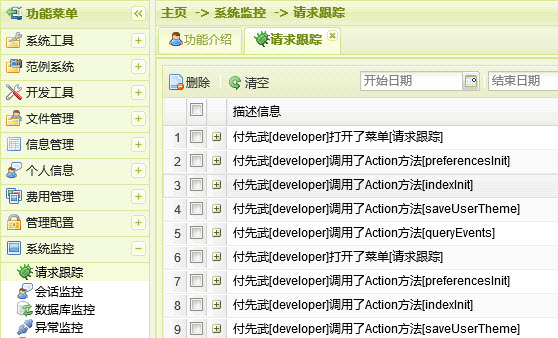 功能菜单
系统工具
范例系统
开发工具
文件管理
信息管理
个人信息
费用管理
管理配置
系统监控
请求跟踪
会话监控
数据库监控
异常监控
主页 -> 系统监控 -> 请求跟踪
功能介绍 请求跟踪
删除 清空 开始日期 结束日期
描述信息
1 付先武[developer]打开了菜单[请求跟踪]
2 付先武[developer]调用了Action方法[preferencesInit]
3 付先武[developer]调用了Action方法[indexInit]
4 付先武[developer]调用了Action方法[saveUserTheme]
5 付先武[developer]调用了Action方法[queryEvents]
6 付先武[developer]打开了菜单[请求跟踪]
7 付先武[developer]调用了Action方法[preferencesInit]
8 付先武[developer]调用了Action方法[indexInit]
9 付先武[developer]调用了Action方法[saveUserTheme]